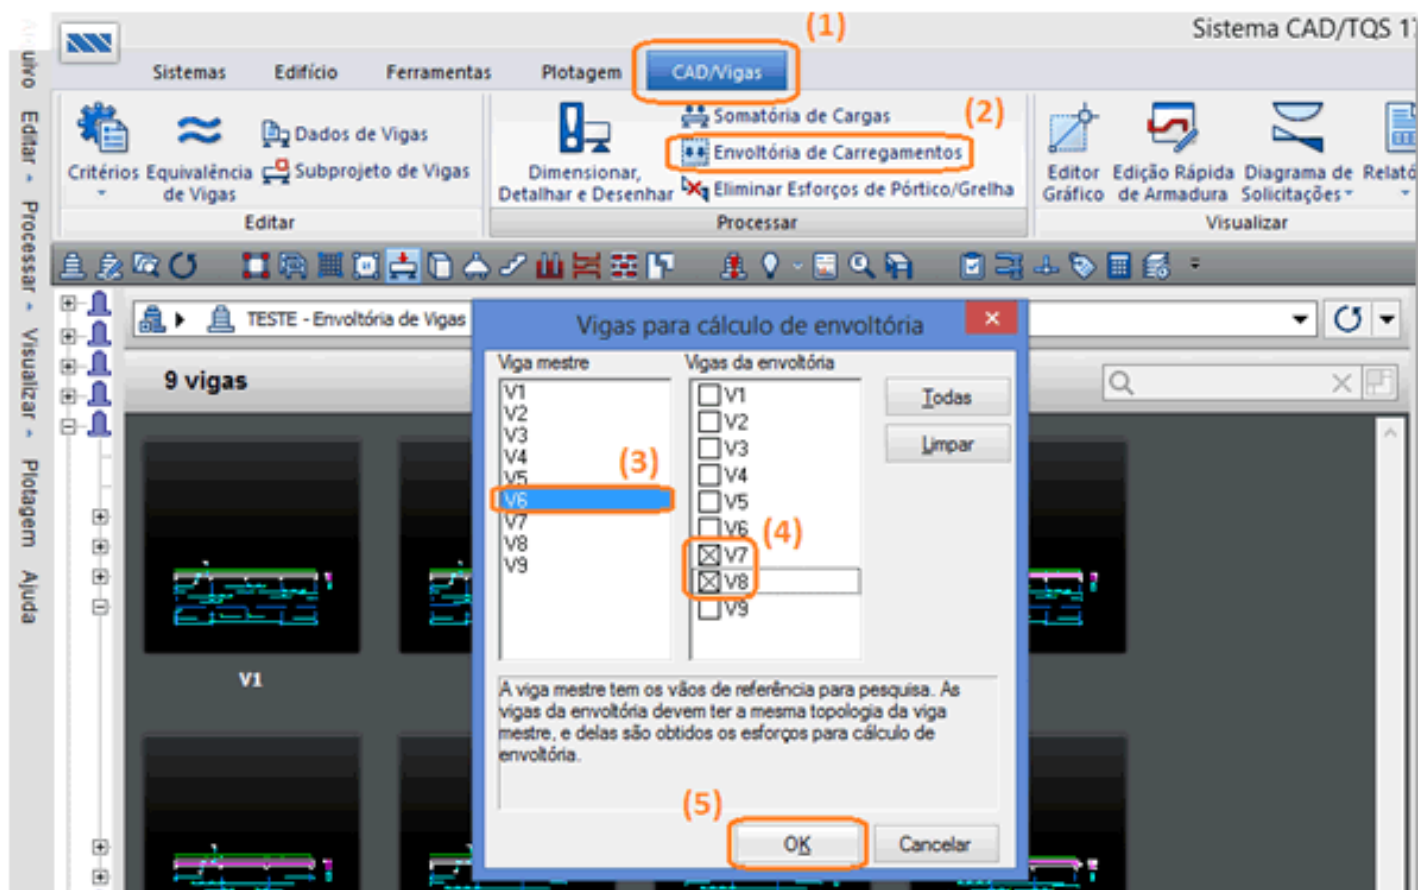 (1)
Sistema CAD/TQS 17
Sistemas Edifício Ferramentas Plotagem CAD/Vigas
Somatória de Cargas (2)
Dados de Vigas
Envoltória de Carregamentos
Critérios Equivalência de Vigas
Subprojeto de Vigas
Dimensionar, Detalhar e Desenhar
Eliminar Esforços de Pórtico/Grelha
Editor Gráfico Edição Rápida de Armadura Diagrama de Solicitações
Editar Processar Visualizar
Editar Processar Visualizar Plotagem Ajuda
TESTE - Envoltória de Vigas
9 vigas
V1
Vigas para cálculo de envoltória
Viga mestre
V1
V2
V3
V4
V5
V6
V7
V8
V9
(3)
Vigas da envoltória
V1
V2
V3
V4
V5
V6
V7
V8
V9
(4)
Todas
Limpar
A viga mestre tem os vãos de referência para pesquisa. As
vigas da envoltória devem ter a mesma topologia da viga
mestre, e delas são obtidos os esforços para cálculo de
envoltória.
(5)
OK Cancelar